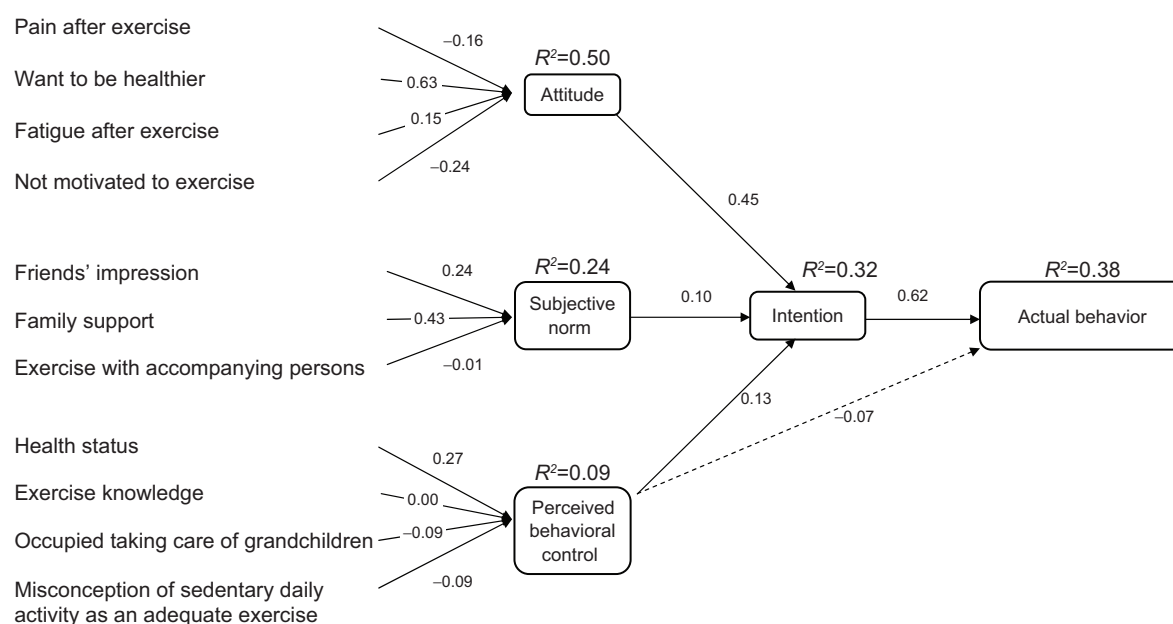 Pain after exercise
−0.16
R²=0.50
Want to be healthier
0.63
Attitude
Fatigue after exercise
0.15
Not motivated to exercise
−0.24
0.45
Friends’ impression
0.24
R²=0.24
R²=0.32
R²=0.38
Family support
0.43
Subjective
norm
0.10
Intention
0.62
Actual behavior
Exercise with accompanying persons
−0.01
0.13
−0.07
Health status
0.27
R²=0.09
Exercise knowledge
0.00
Perceived
behavioral
control
Occupied taking care of grandchildren
−0.09
Misconception of sedentary daily
activity as an adequate exercise
−0.09